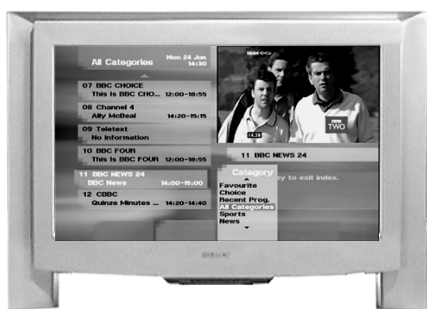 All Categories
Mon 24 Jun
14:30
07 BBC CHOICE
This Is BBC CHO... 12:00-18:55
08 Channel 4
Ally McBeal 14:20-15:15
09 Teletext
No Information
10 BBC FOUR
This Is BBC FOUR 12:00-18:55
11 BBC NEWS 24
BBC News 14:00-15:00
12 CBBC
Quinze Minutes ... 14:20-14:40
14.28
BBC
TWO
11 BBC NEWS 24
Category
Favourite
Choice
Recent Prog.
All Categories
Sports
News
y to exit index.